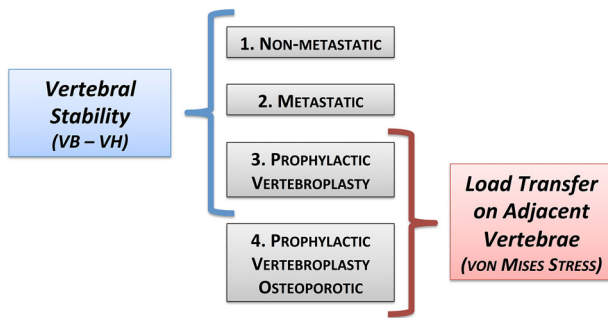 Vertebral
Stability
(VB – VH)
1. NON-METASTATIC
2. METASTATIC
3. PROPHYLACTIC
VERTEBROPLASTY
4. PROPHYLACTIC
VERTEBROPLASTY
OSTEOPOROTIC
Load Transfer
on Adjacent
Vertebrae
(VON MISES STRESS)